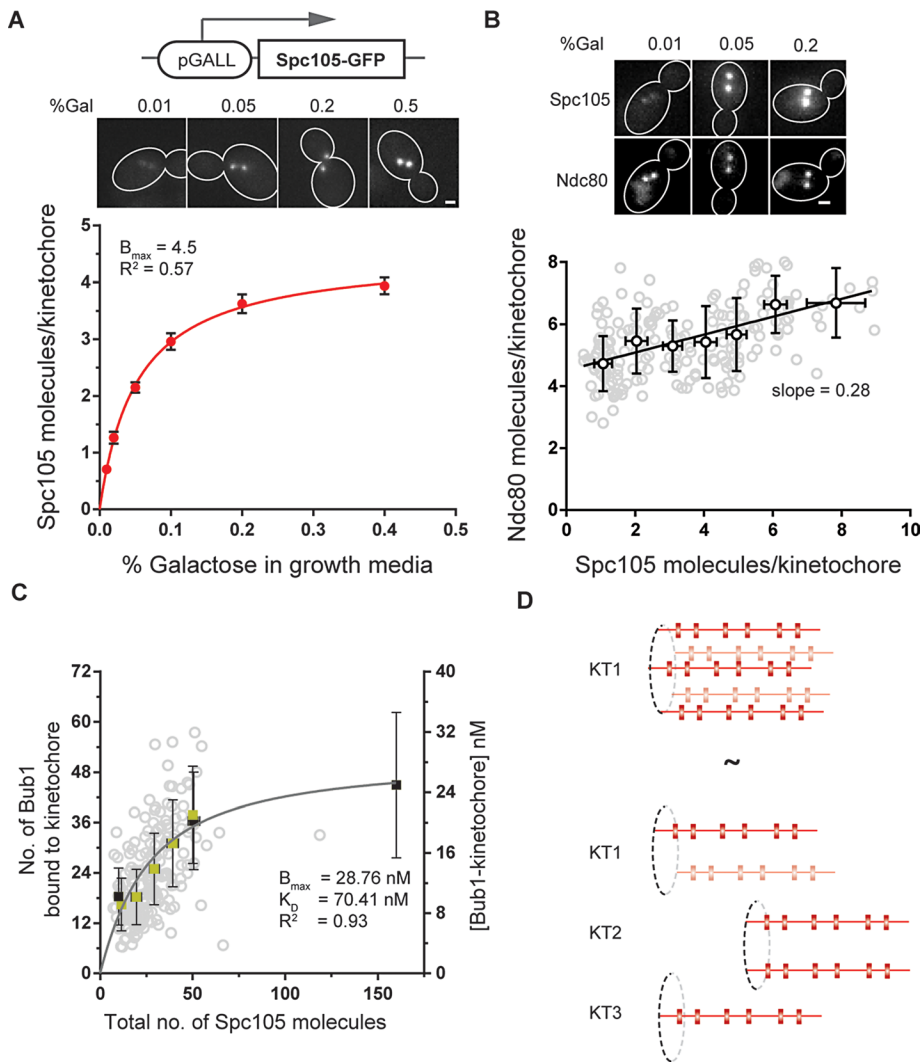 A
pGALL
Spc105-GFP
%Gal 0.01 0.05 0.2 0.5
Spc105 molecules/kinetochore
5
4
3
2
1
0
Bmax = 4.5
R² = 0.57
0.0 0.1 0.2 0.3 0.4 0.5
% Galactose in growth media
B
%Gal 0.01 0.05 0.2
Spc105
Ndc80
Ndc80 molecules/kinetochore
8
6
4
2
0
slope = 0.28
0 2 4 6 8 10
Spc105 molecules/kinetochore
C
No. of Bub1
bound to kinetochore
72
60
48
36
24
12
0
Bmax = 28.76 nM
KD = 70.41 nM
R² = 0.93
40
32
24
16
8
0
[Bub1-kinetochore] nM
0 50 100 150
Total no. of Spc105 molecules
D
KT1
~
KT1
KT2
KT3